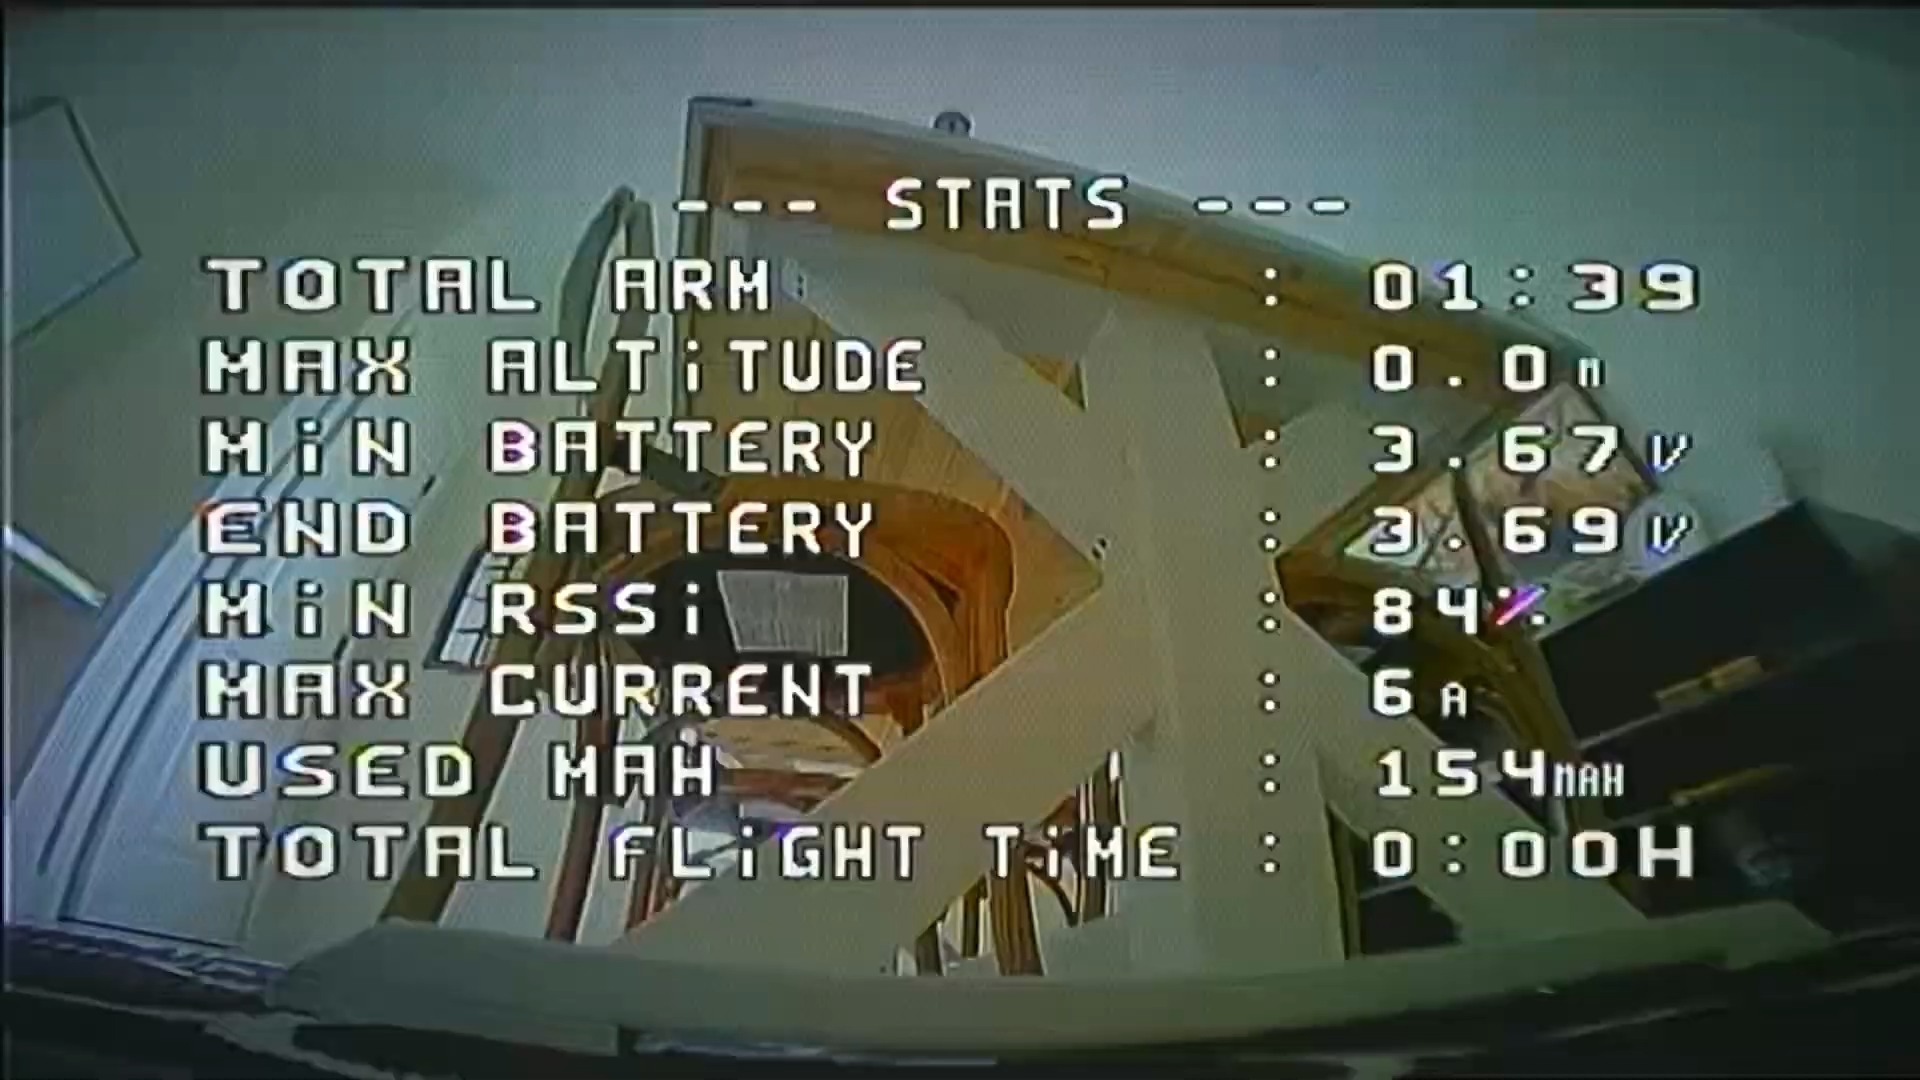 --- STATS ---
TOTAL ARM : 01:39
MAX ALTiTUDE : 0.0M
MiN BATTERY : 3.67V
END BATTERY : 3.69V
MiN RSSi : 84%
MAX CURRENT : 6A
USED MAH : 154MAH
TOTAL FLiGHT TiME : 0:00H